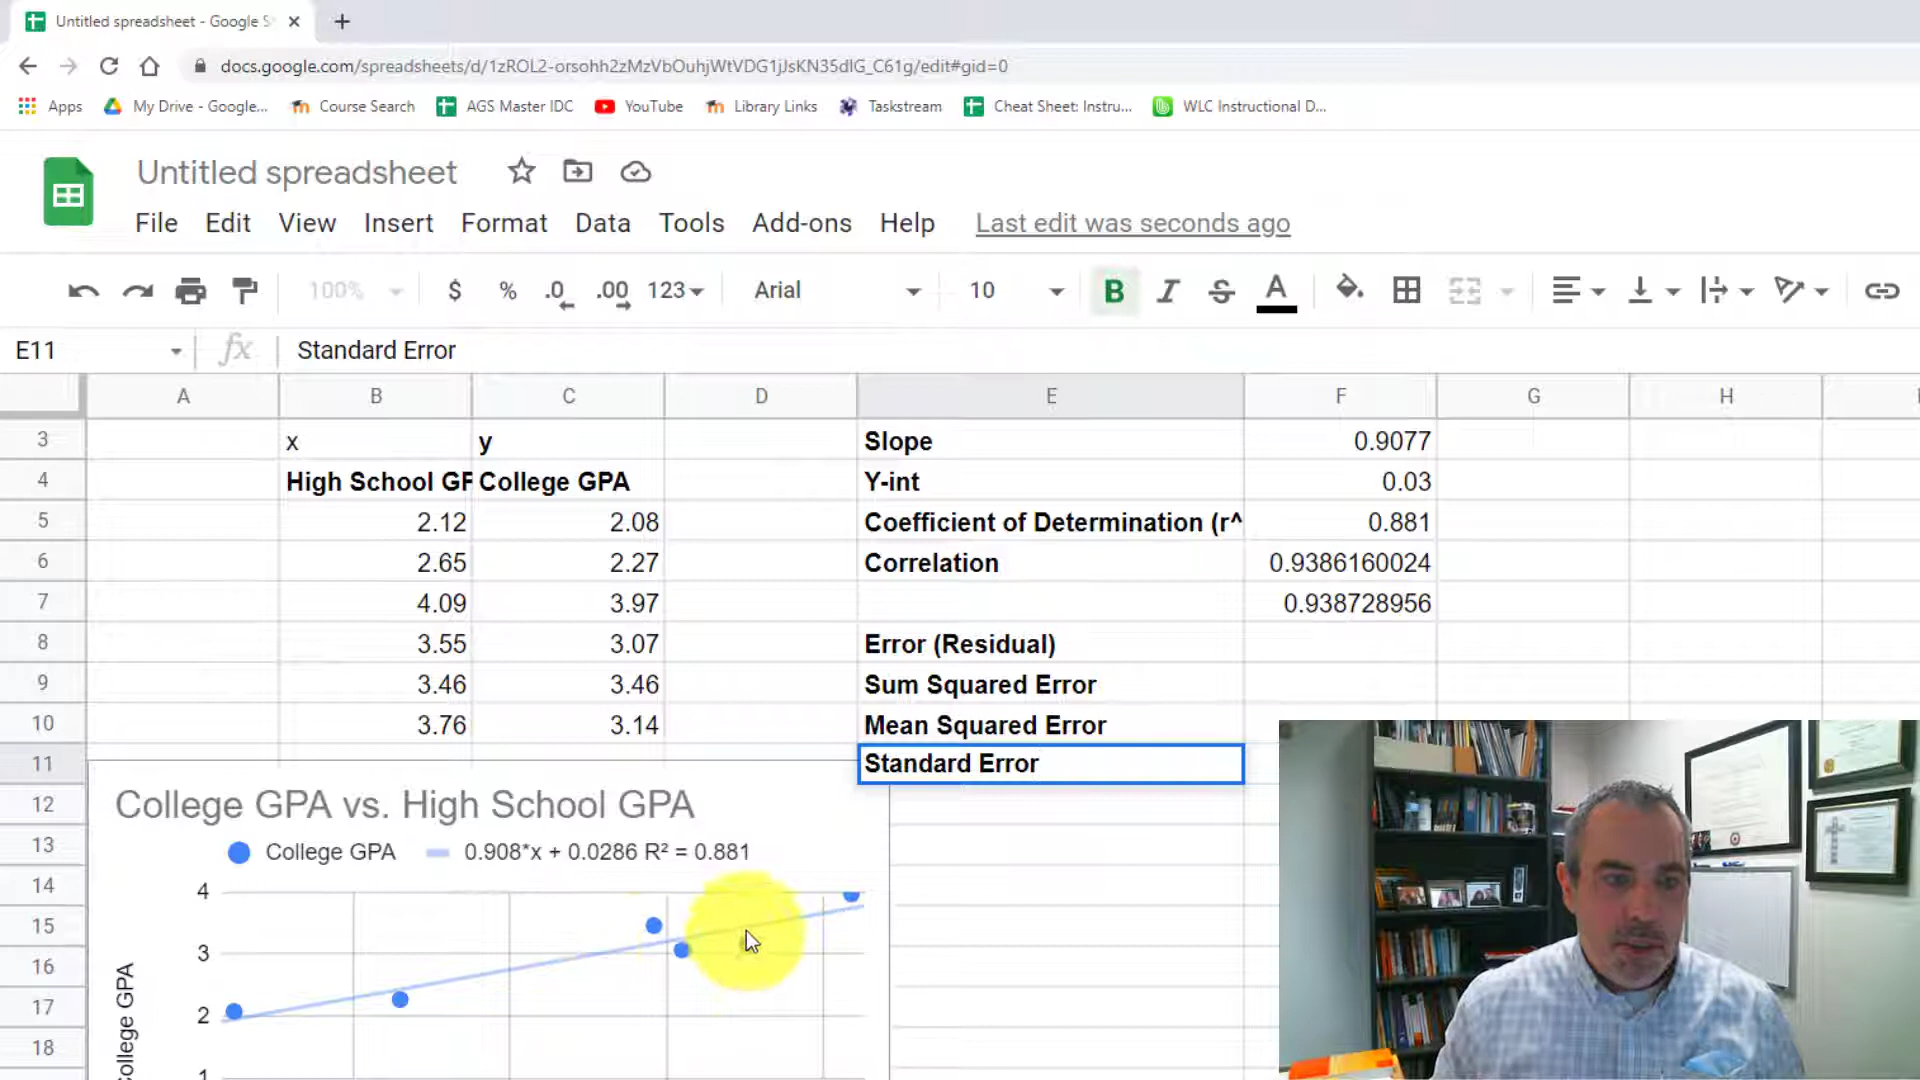 Untitled spreadsheet - Google S
docs.google.com/spreadsheets/d/1zROL2-orsohh2zMzVbOuhjWtVDG1jJsKN35dIG_C61g/edit#gid=0
Apps My Drive - Google... Course Search AGS Master IDC YouTube Library Links Taskstream Cheat Sheet: Instru... WLC Instructional D...
Untitled spreadsheet
File Edit View Insert Format Data Tools Add-ons Help Last edit was seconds ago
100% $ % .0 .00 123 Arial 10 B I S A
E11 fx Standard Error
A B C D E F G H
3 x y Slope 0.9077
4 High School GP College GPA Y-int 0.03
5 2.12 2.08 Coefficient of Determination (r^ 0.881
6 2.65 2.27 Correlation 0.9386160024
7 4.09 3.97 0.938728956
8 3.55 3.07 Error (Residual)
9 3.46 3.46 Sum Squared Error
10 3.76 3.14 Mean Squared Error
11 Standard Error
12
13
14
15
16
17
18
College GPA vs. High School GPA
College GPA 0.908*x + 0.0286 R² = 0.881
4
3
2
1
College GPA